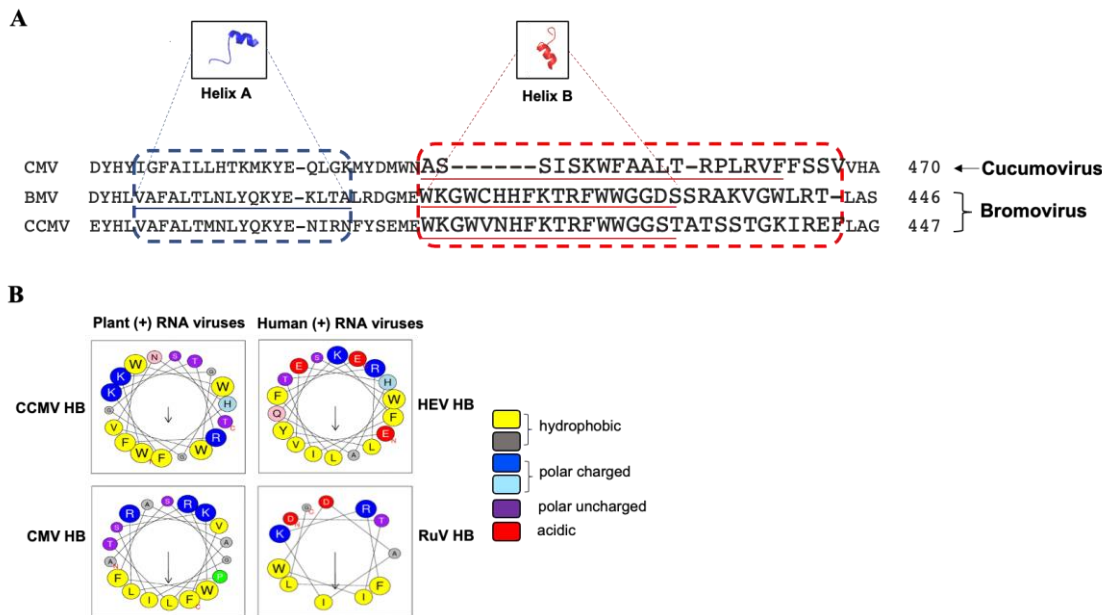 A
Helix A
Helix B
CMV DYHYIGFAILLHTKMKYE-QLGKMYDMWNAS------SISKWFAALT-RPLRVFFSSVVHA 470 Cucumovirus
BMV DYHLVAFALTLNLYQKYE-KLTALRDGMEWKGWCHHFKTRFWWGGDSSRAKVGWLRT-LAS 446
Bromovirus
CCMV EYHLVAFALTMNLYQKYE-NIRNFYSEMEWKGWVNHFKTRFWWGGSTATSSTGKIREFLAG 447
B
Plant (+) RNA viruses Human (+) RNA viruses
CCMV HB
W N S T G W H T C R W G F W F V G K K
HEV HB
E S K E R H W F E N L A L I V Y Q F T
CMV HB
R A S R K V A G P W F C L I L F A N T S
RuV HB
D N G C D R T A F I I L W K
hydrophobic
polar charged
polar uncharged
acidic